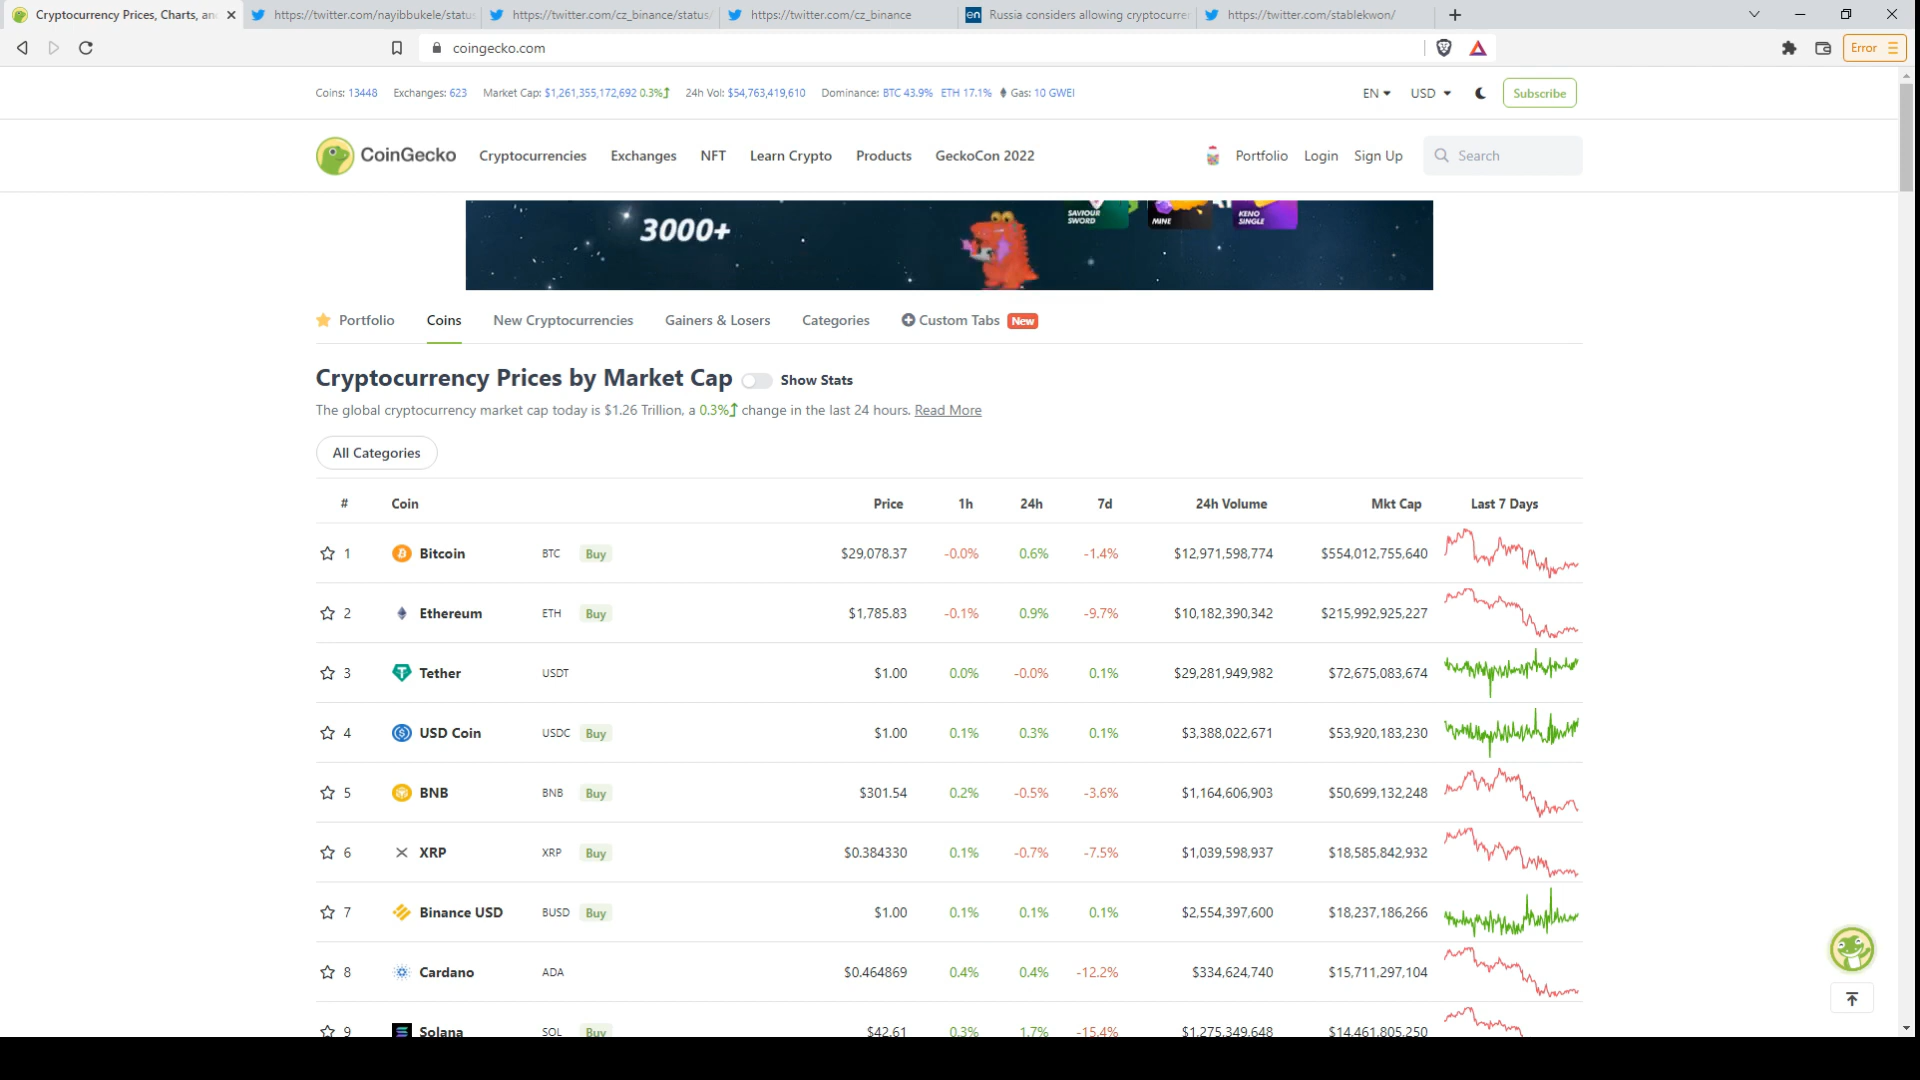 Cryptocurrency Prices, Charts, an
https://twitter.com/nayibbukele/statu
https://twitter.com/cz_binance/status/
https://twitter.com/cz_binance
en Russia considers allowing cryptocurre
https://twitter.com/stablekwon/
coingecko.com
Error
Coins: 13448 Exchanges: 623 Market Cap: $1,261,355,172,692 0.3% 24h Vol: $54,763,419,610 Dominance: BTC 43.9% ETH 17.1% Gas: 10 GWEI
EN USD Subscribe
CoinGecko Cryptocurrencies Exchanges NFT Learn Crypto Products GeckoCon 2022 Portfolio Login Sign Up Search
3000+
SAVIOUR SWORD
MINE
KENO SINGLE
Portfolio Coins New Cryptocurrencies Gainers & Losers Categories Custom Tabs New
Cryptocurrency Prices by Market Cap Show Stats
The global cryptocurrency market cap today is $1.26 Trillion, a 0.3% change in the last 24 hours. Read More
All Categories
# Coin Price 1h 24h 7d 24h Volume Mkt Cap Last 7 Days
1 Bitcoin BTC Buy $29,078.37 -0.0% 0.6% -1.4% $12,971,598,774 $554,012,755,640
2 Ethereum ETH Buy $1,785.83 -0.1% 0.9% -9.7% $10,182,390,342 $215,992,925,227
3 Tether USDT $1.00 0.0% -0.0% 0.1% $29,281,949,982 $72,675,083,674
4 USD Coin USDC Buy $1.00 0.1% 0.3% 0.1% $3,388,022,671 $53,920,183,230
5 BNB BNB Buy $301.54 0.2% -0.5% -3.6% $1,164,606,903 $50,699,132,248
6 XRP XRP Buy $0.384330 0.1% -0.7% -7.5% $1,039,598,937 $18,585,842,932
7 Binance USD BUSD Buy $1.00 0.1% 0.1% 0.1% $2,554,397,600 $18,237,186,266
8 Cardano ADA $0.464869 0.4% 0.4% -12.2% $334,624,740 $15,711,297,104
9 Solana SOL Buy $42.61 0.3% 1.7% -15.4% $1,275,349,648 $14,461,805,250